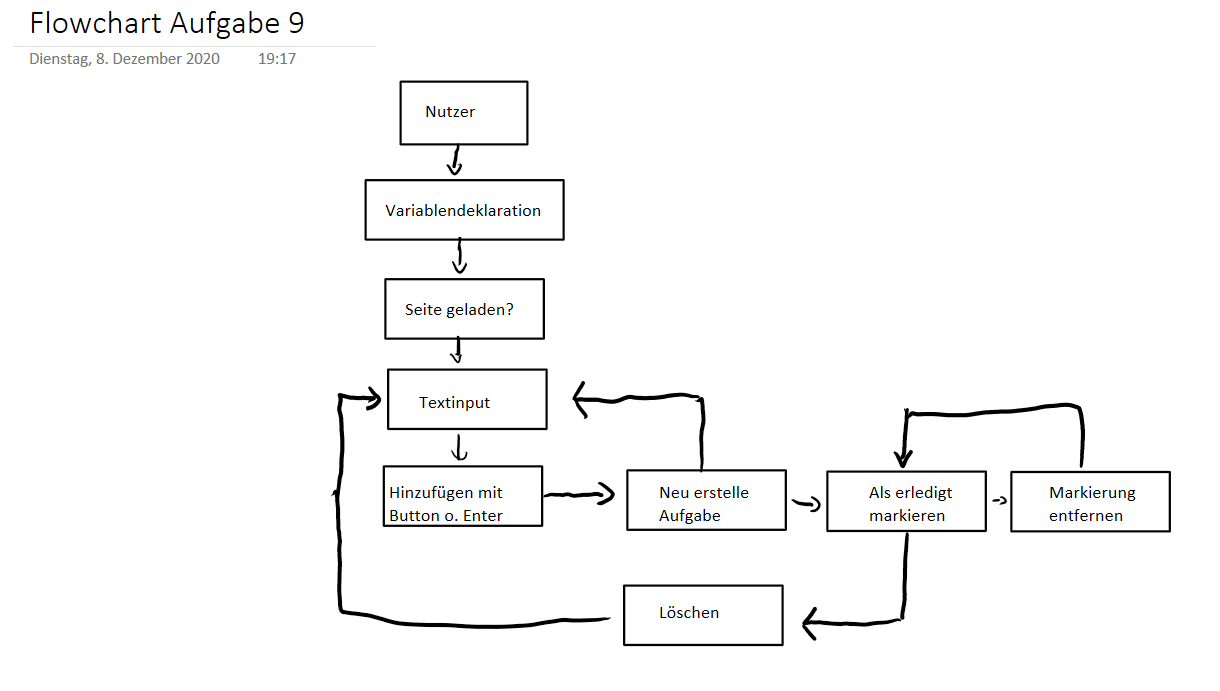 Flowchart Aufgabe 9
Dienstag, 8. Dezember 2020 19:17
Nutzer
Variablendeklaration
Seite geladen?
Textinput
Hinzufügen mit
Button o. Enter
Neu erstelle
Aufgabe
Als erledigt
markieren
Markierung
entfernen
Löschen